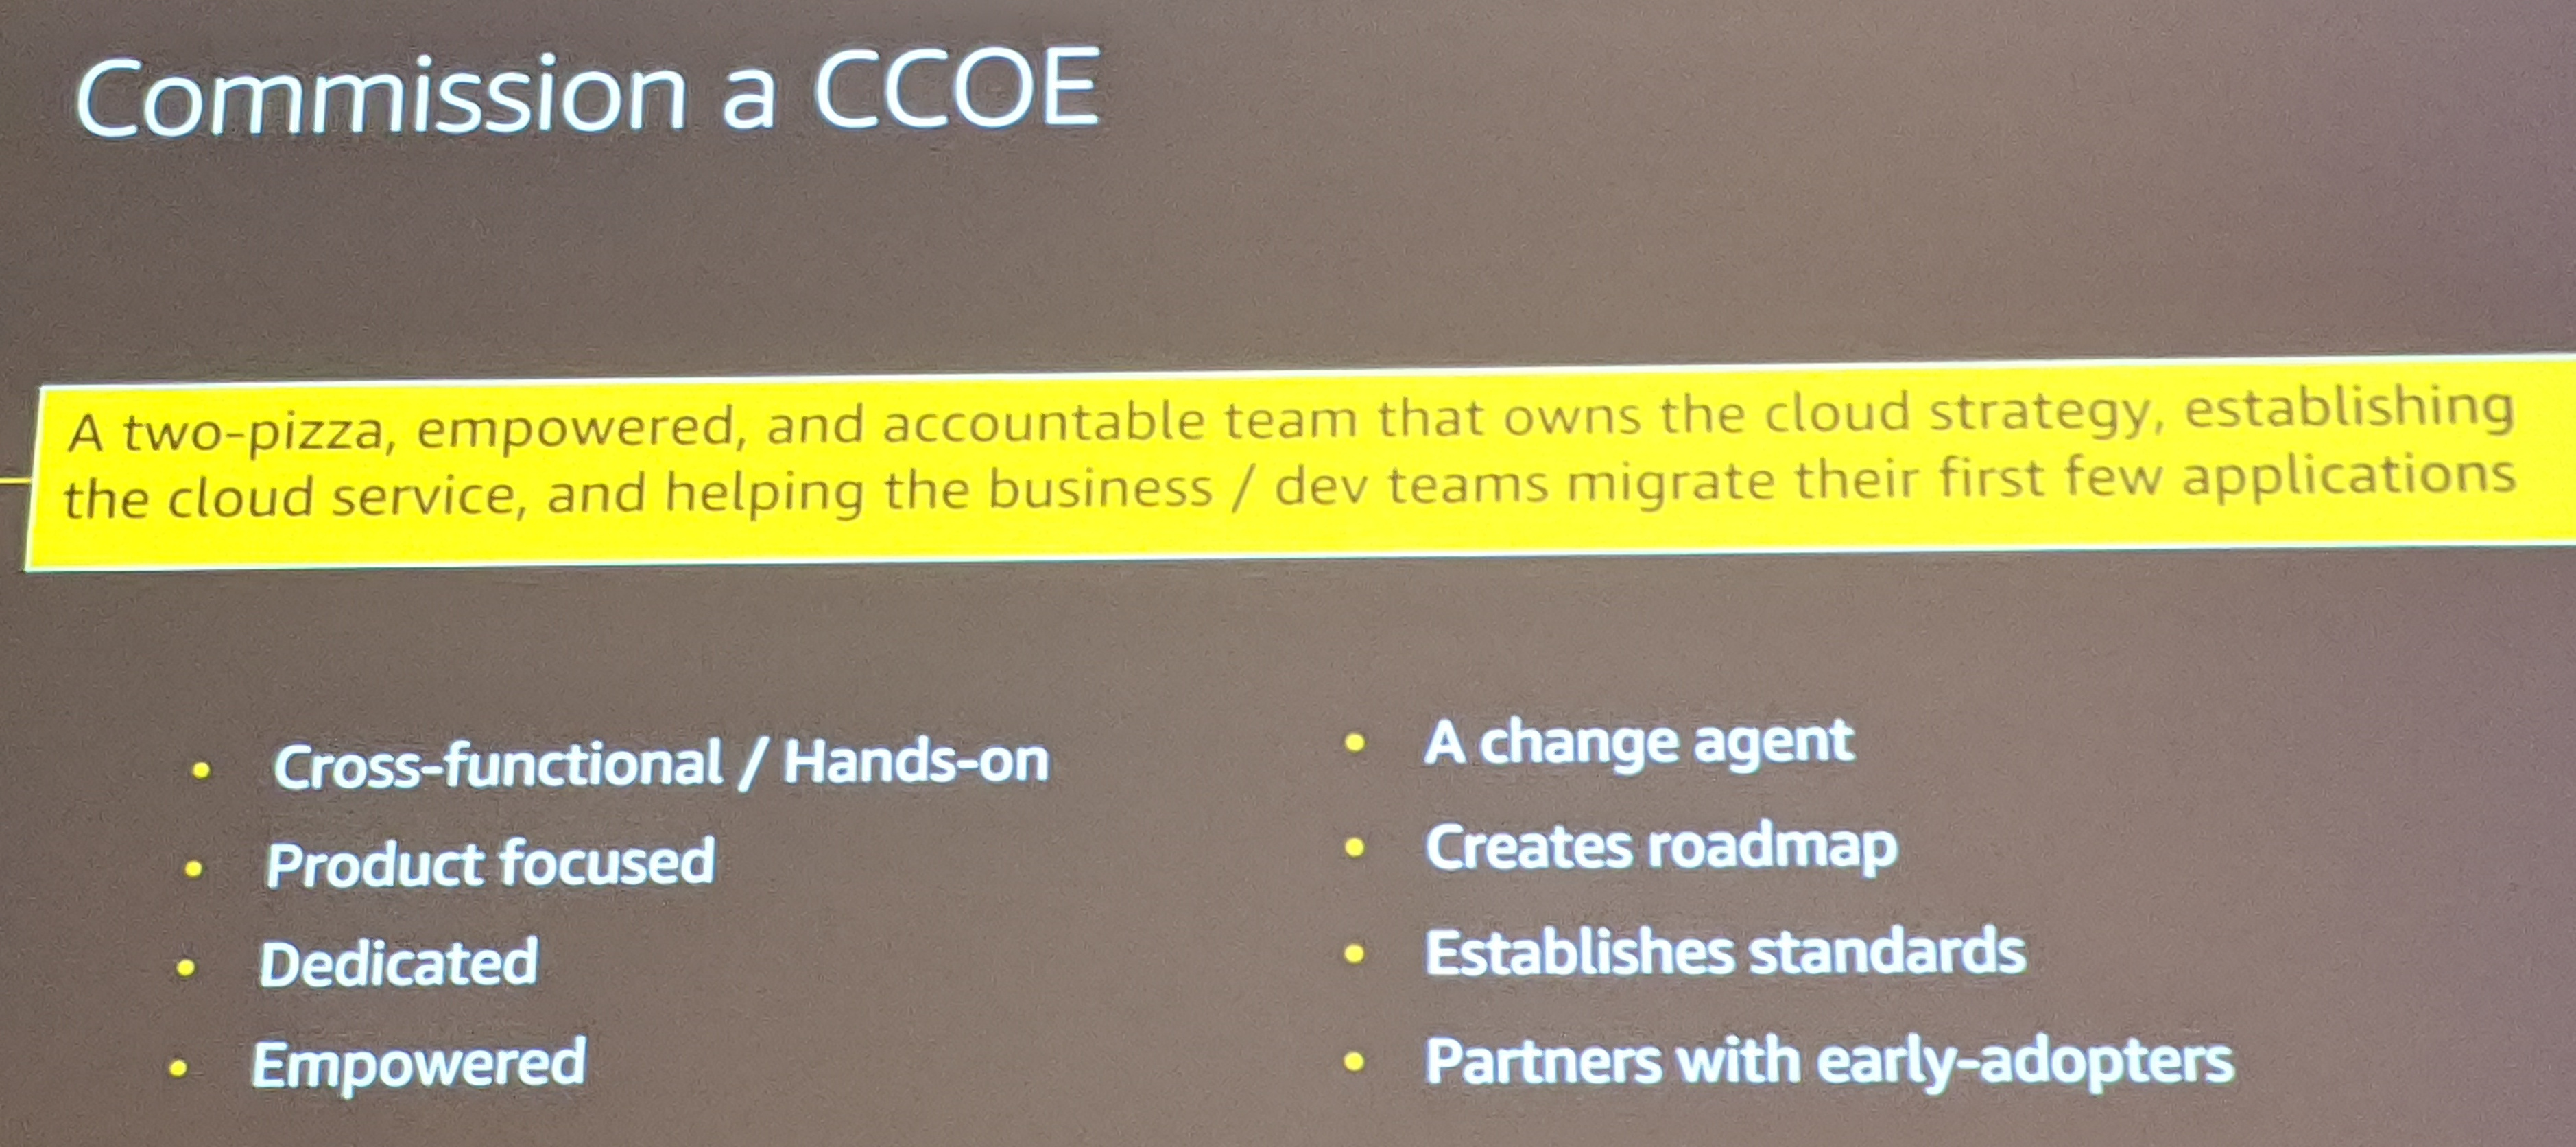 Commission a CCOE
A two-pizza, empowered, and accountable team that owns the cloud strategy, establishing
the cloud service, and helping the business / dev teams migrate their first few applications
• Cross-functional / Hands-on
• Product focused
• Dedicated
• Empowered
• A change agent
• Creates roadmap
• Establishes standards
• Partners with early-adopters